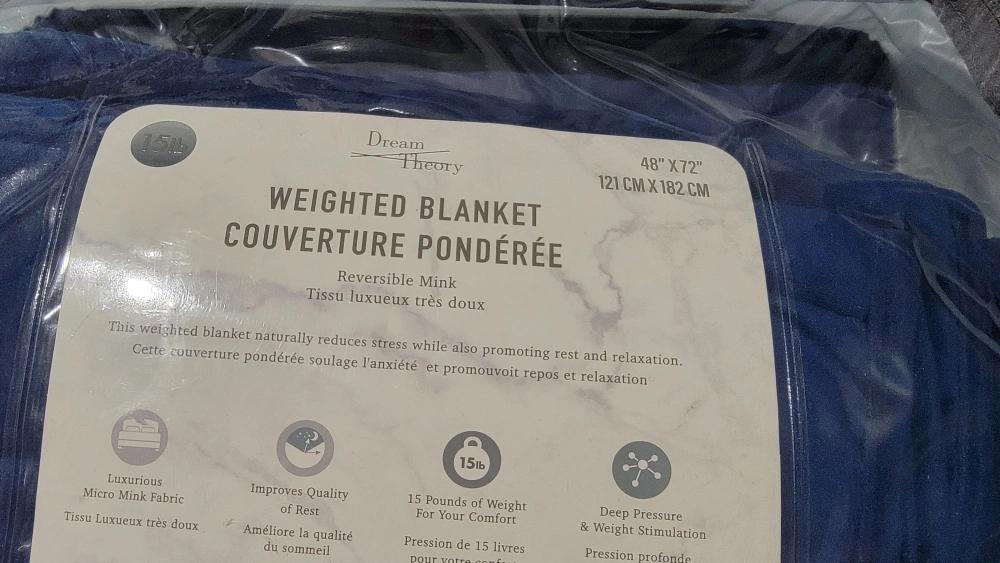 15lb
Dream
Theory
48" X 72"
121 CM X 182 CM
WEIGHTED BLANKET
COUVERTURE PONDÉRÉE
Reversible Mink
Tissu luxueux très doux
This weighted blanket naturally reduces stress while also promoting rest and relaxation.
Cette couverture pondérée soulage l'anxiété et promouvoit repos et relaxation
Luxurious
Micro Mink Fabric
Tissu Luxueux très doux
Improves Quality
of Rest
Améliore la qualité
du sommeil
15lb
15 Pounds of Weight
For Your Comfort
Pression de 15 livres
pour votre
Deep Pressure
& Weight Stimulation
Pression profonde